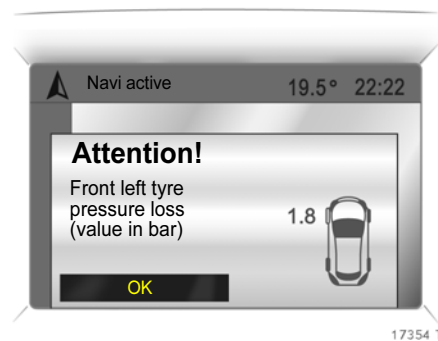 Navi active 19.5° 22:22
Attention!
Front left tyre
pressure loss
(value in bar)
1.8
OK
17354 T